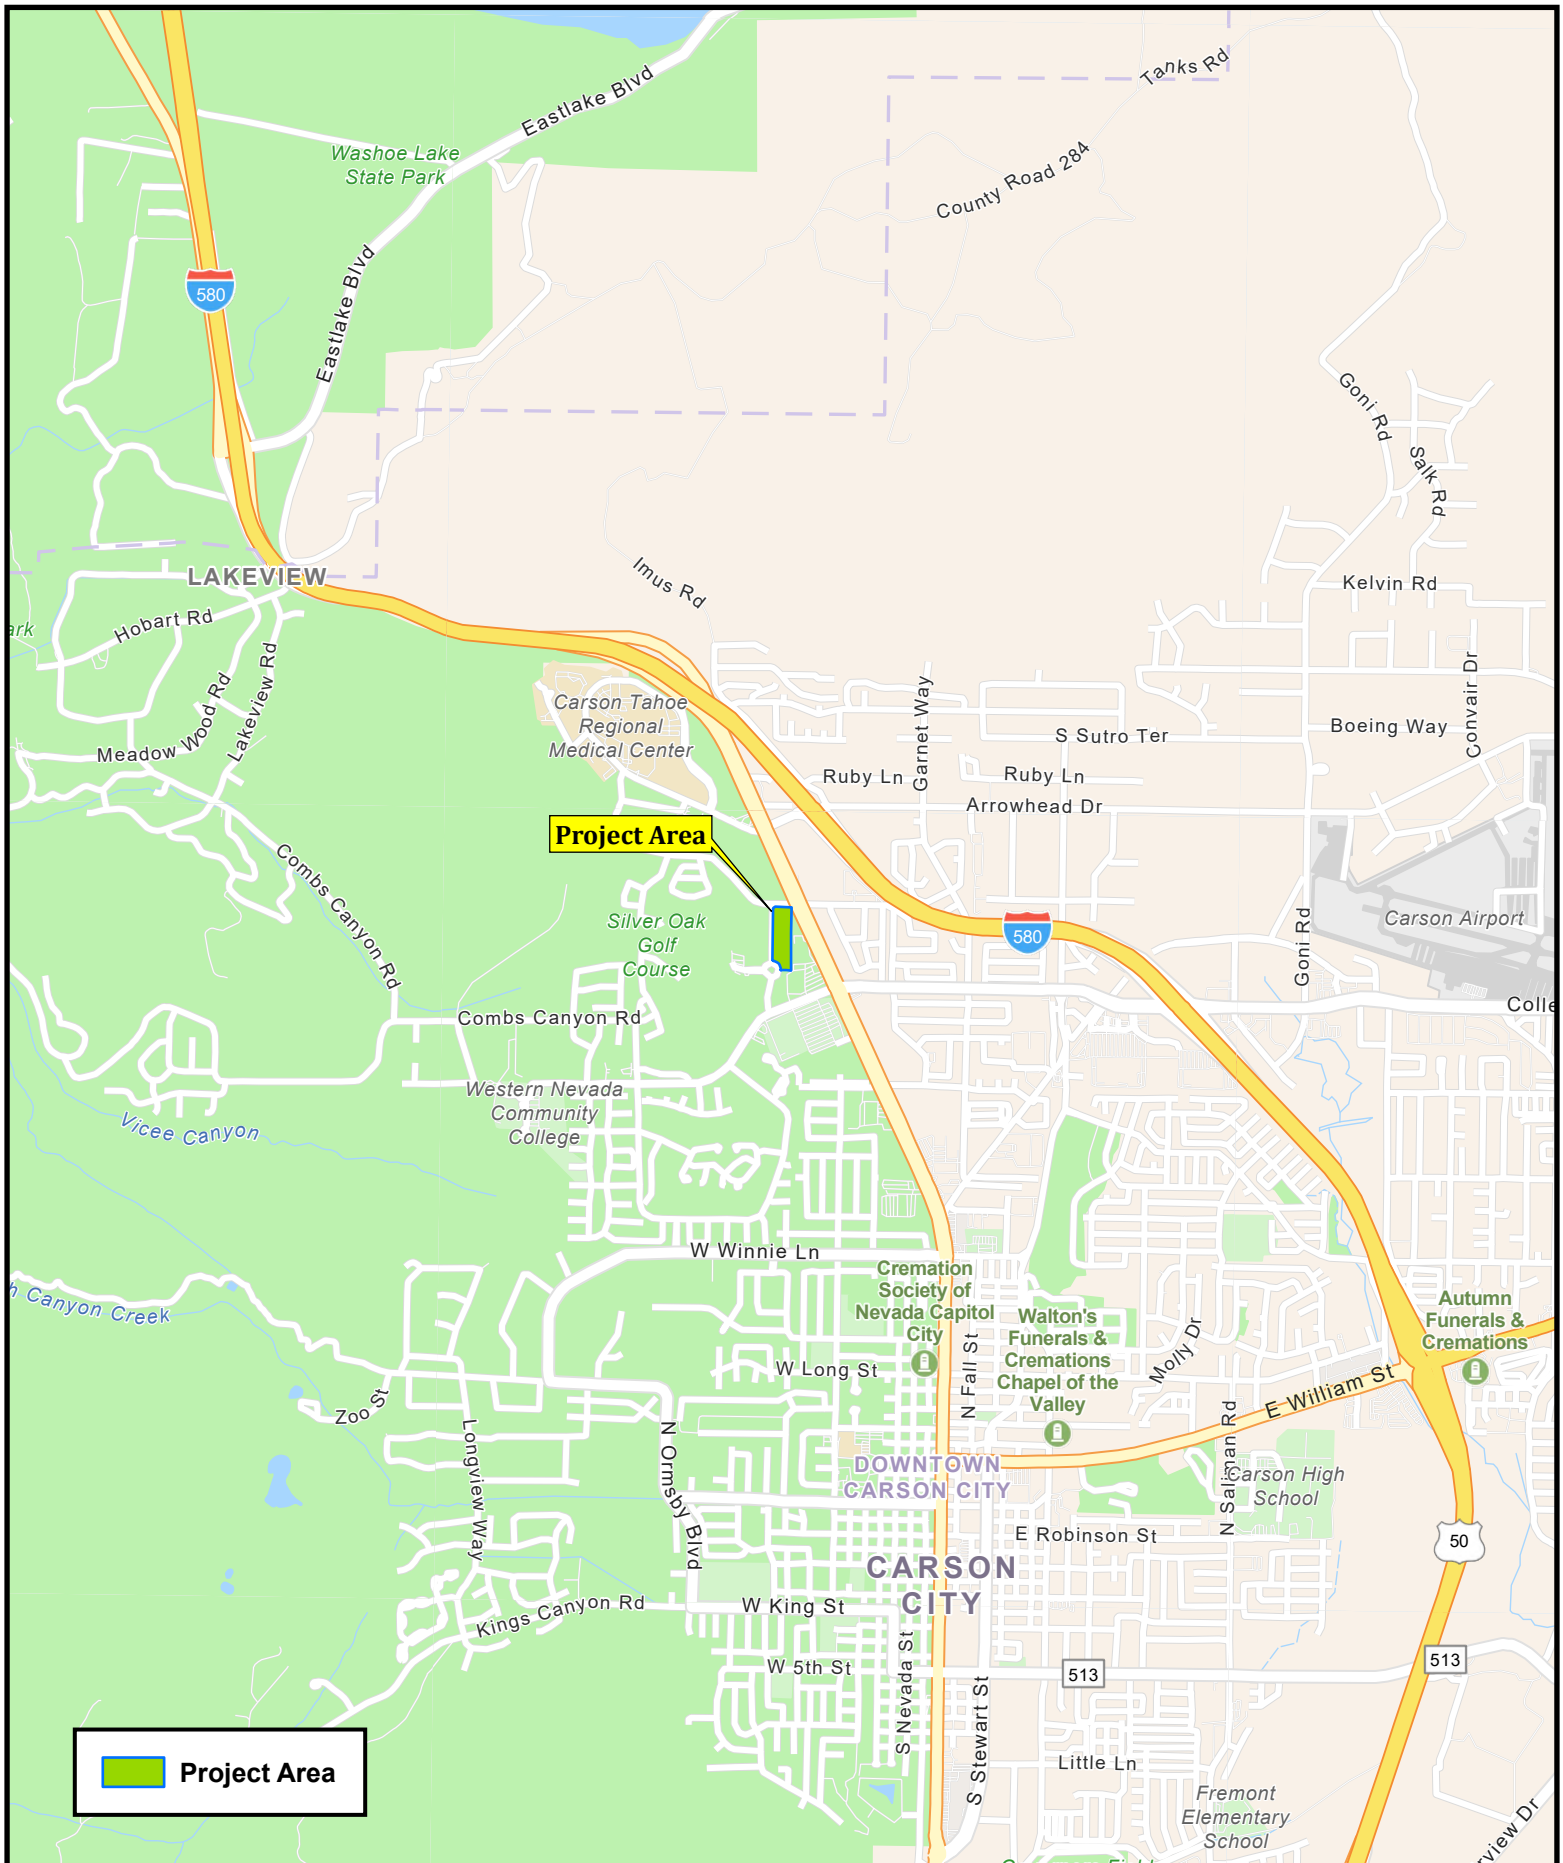 Tanks Rd
Eastlake Blvd
Washoe Lake
State Park
County Road 284
Eastlake Blvd
580
Goni Rd
Salk Rd
LAKEVIEW
Imus Rd
Kelvin Rd
Hobart Rd
ark
Lakeview Rd
Meadow Wood Rd
Carson Tahoe
Regional
Medical Center
Garnet Way
S Sutro Ter
Boeing Way
Convair Dr
Ruby Ln
Ruby Ln
Arrowhead Dr
Project Area
Combs Canyon Rd
Silver Oak
Golf
Course
580
Goni Rd
Carson Airport
Colle
Combs Canyon Rd
Western Nevada
Community
College
Vicee Canyon
W Winnie Ln
h Canyon Creek
Cremation
Society of
Nevada Capitol
City
Walton's
Funerals &
Cremations
Chapel of the
Valley
Autumn
Funerals &
Cremations
N Fall St
Molly Dr
W Long St
E William St
Zoo St
Longview Way
N Ormsby Blvd
N Saliman Rd
DOWNTOWN
CARSON CITY
Carson High
School
E Robinson St
50
CARSON
CITY
Kings Canyon Rd
W King St
S Nevada St
W 5th St
513
513
S Stewart St
Little Ln
Project Area
Fremont
Elementary
School
rview Dr